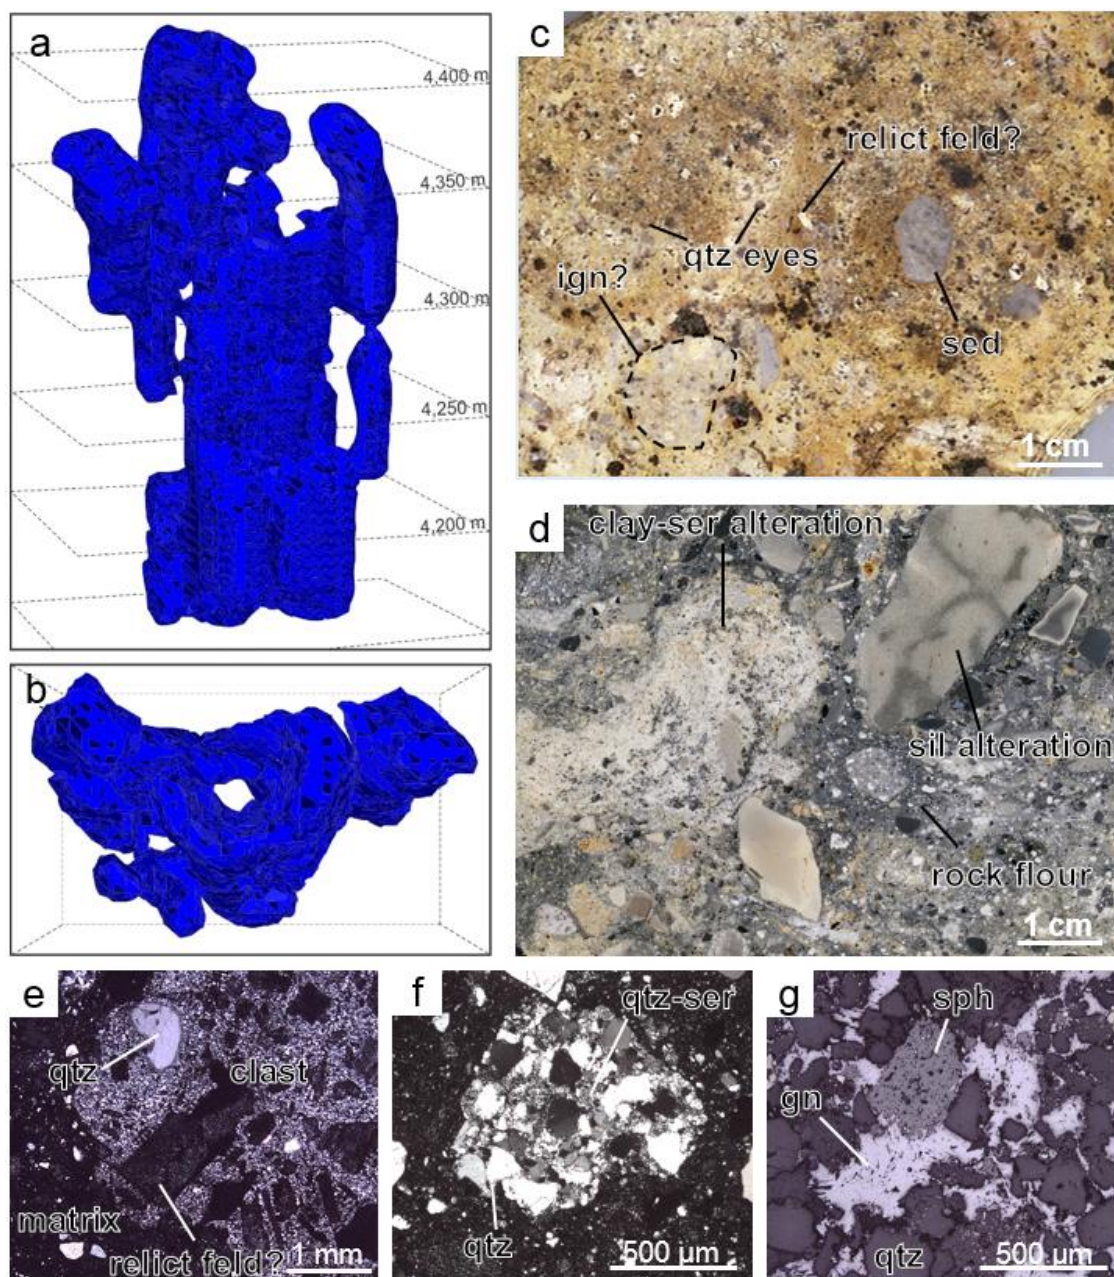 a
4,400 m
4,350 m
4,300 m
4,250 m
4,200 m
b
c
relict feld?
qtz eyes
ign?
sed
1 cm
d
clay-ser alteration
sil alteration
rock flour
1 cm
e
qtz
clast
matrix
relict feld?
1 mm
f
qtz-ser
qtz
500 µm
g
sph
gn
qtz
500 µm